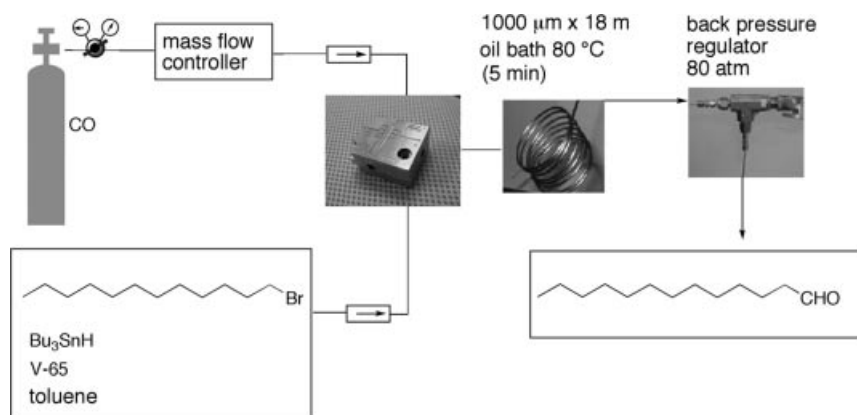 mass flow
controller
CO
1000 μm x 18 m
oil bath 80 °C
(5 min)
back pressure
regulator
80 atm
Br
Bu₃SnH
V-65
toluene
CHO